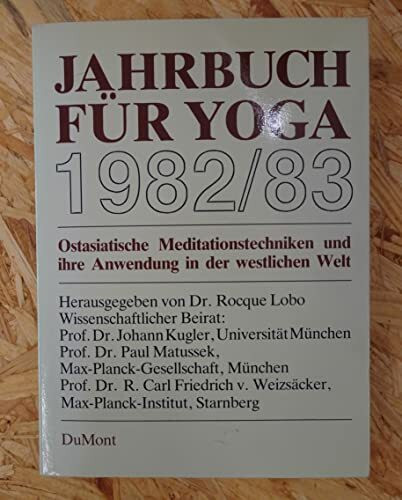 JAHRBUCH
FÜR YOGA
1982/83
Ostasiatische Meditationstechniken und
ihre Anwendung in der westlichen Welt
Herausgegeben von Dr. Rocque Lobo
Wissenschaftlicher Beirat:
Prof. Dr. Johann Kugler, Universität München
Prof. Dr. Paul Matussek,
Max-Planck-Gesellschaft, München
Prof. Dr. R. Carl Friedrich v. Weizsäcker,
Max-Planck-Institut, Starnberg
DuMont